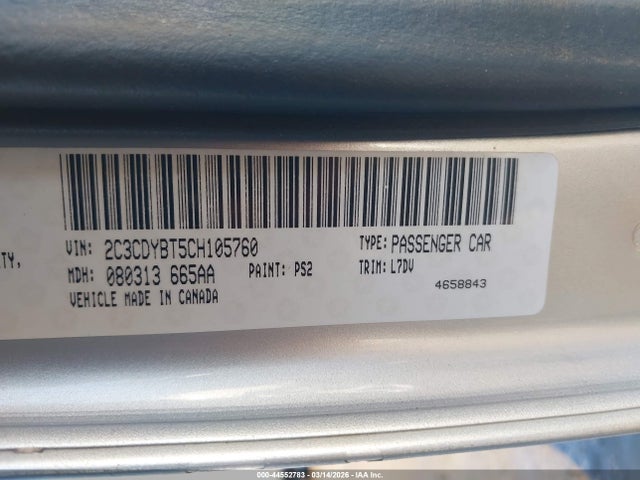 VIN: 2C3CDYBT5CH105760 TYPE: PASSENGER CAR
ITY,
MDH: 080313 665AA PAINT: PS2 TRIM: L7DV
VEHICLE MADE IN CANADA 4658843
000-44552783 - 03/14/2026 - IAA Inc.